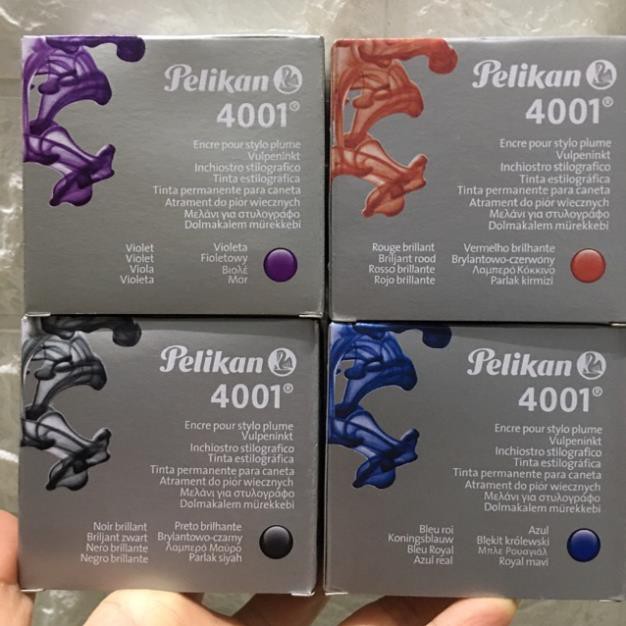 Pelikan
4001®
Encre pour stylo plume
Vulpeninkt
Inchiostro stilografico
Tinta estilográfica
Tinta permanente para caneta
Atrament do piór wiecznych
Μελάνι για στυλογράφο
Dolmakalem mürekkebi
Violet Violeta
Violet Fioletowy
Viola Βιολέ
Violeta Mor
Pelikan
4001®
Encre pour stylo plume
Vulpeninkt
Inchiostro stilografico
Tinta estilográfica
Tinta permanente para caneta
Atrament do piór wiecznych
Μελάνι για στυλογράφο
Dolmakalem mürekkebi
Rouge brillant Vermelho brilhante
Briljant rood Brylantowo-czerwony
Rosso brillante Λαμπερό Κόκκινο
Rojo brillante Parlak kirmizi
Pelikan
4001®
Encre pour stylo plume
Vulpeninkt
Inchiostro stilografico
Tinta estilográfica
Tinta permanente para caneta
Atrament do piór wiecznych
Μελάνι για στυλογράφο
Dolmakalem mürekkebi
Noir brillant Preto brilhante
Briljant zwart Brylantowo-czarny
Nero brillante Λαμπερό Μαύρο
Negro brillante Parlak siyah
Pelikan
4001®
Encre pour stylo plume
Vulpeninkt
Inchiostro stilografico
Tinta estilográfica
Tinta permanente para caneta
Atrament do piór wiecznych
Μελάνι για στυλογράφο
Dolmakalem mürekkebi
Bleu roi Azul
Koningsblauw Błękit królewski
Bleu Royal Μπλε Ρουαγιάλ
Azul real Royal mavi